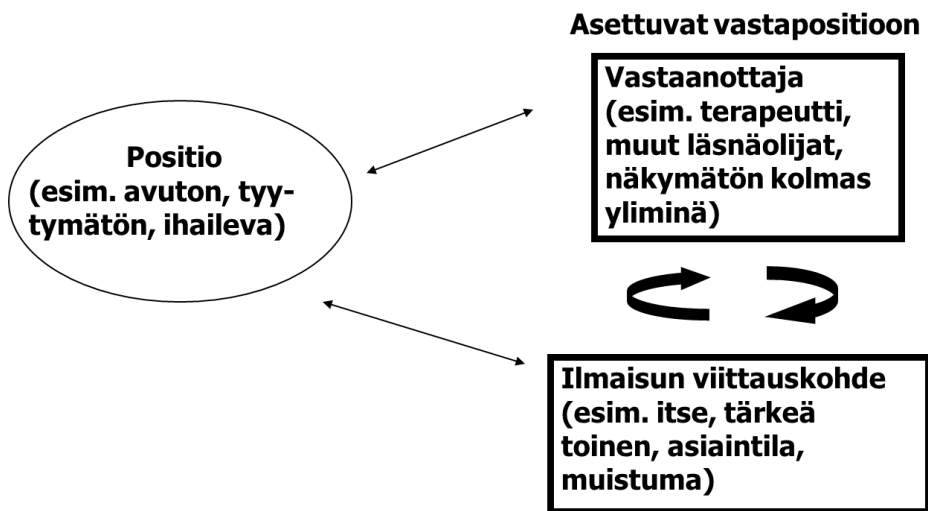 Asettuvat vastapositioon
Vastaanottaja
(esim. terapeutti,
muut läsnäolijat,
näkymätön kolmas
yliminä)
Positio
(esim. avuton, tyy-
tymätön, ihaileva)
Ilmaisun viittauskohde
(esim. itse, tärkeä
toinen, asiaintila,
muistuma)